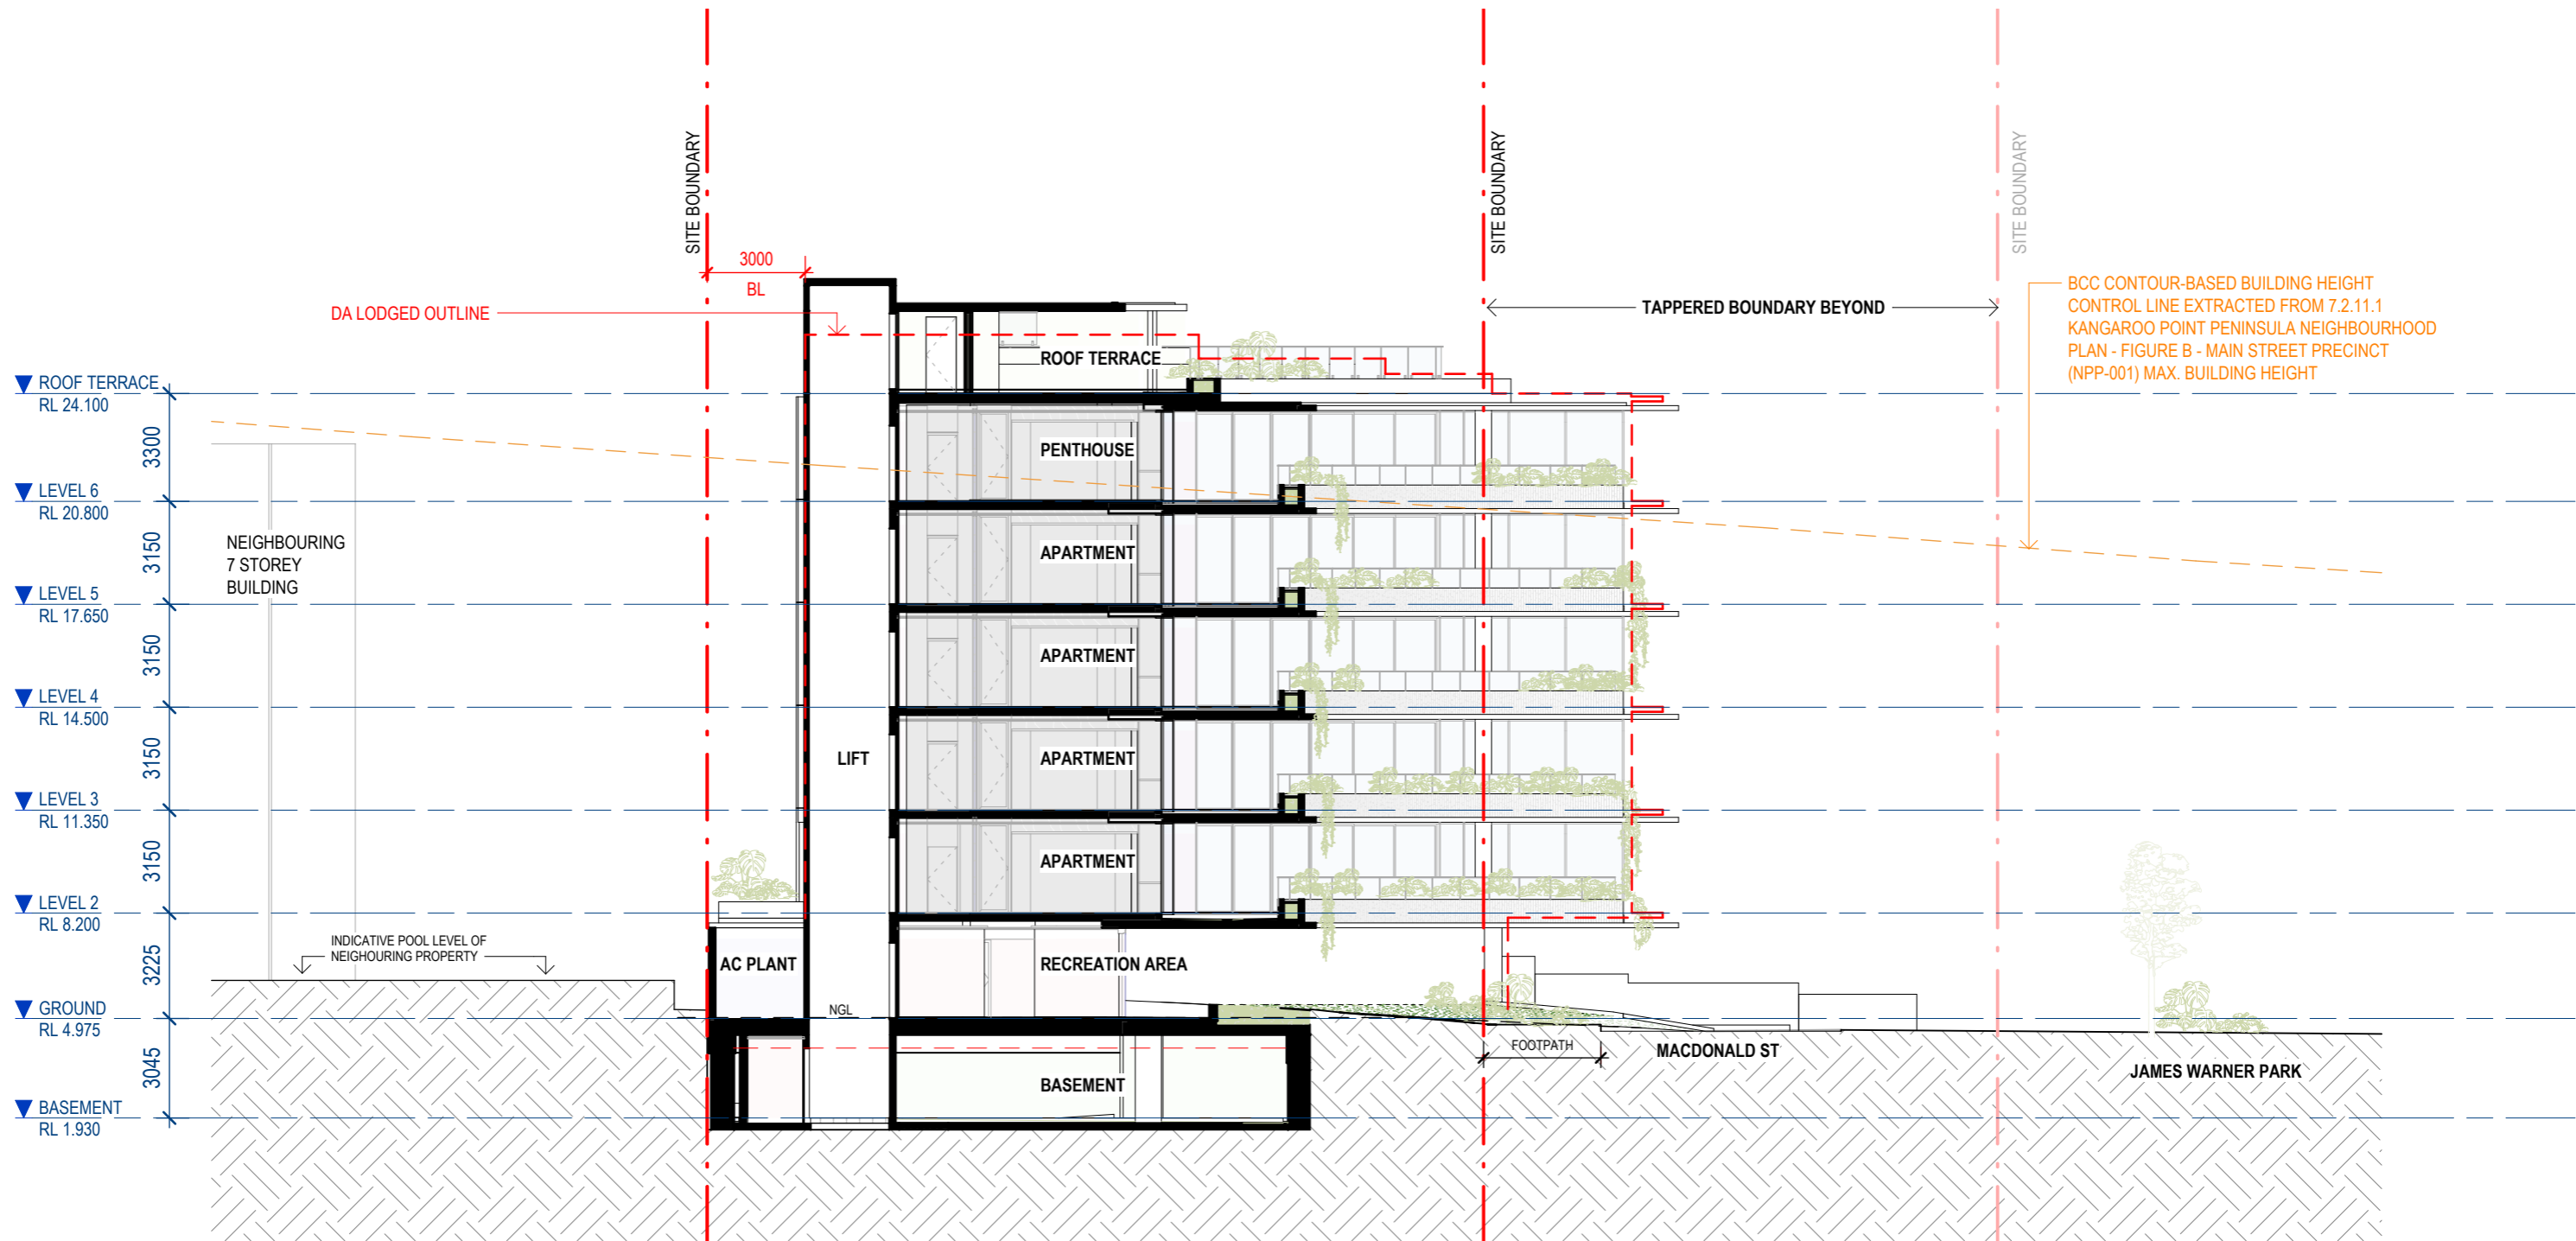 SITE BOUNDARY
SITE BOUNDARY
SITE BOUNDARY
3000
BL
DA LODGED OUTLINE
TAPPERED BOUNDARY BEYOND
BCC CONTOUR-BASED BUILDING HEIGHT
CONTROL LINE EXTRACTED FROM 7.2.11.1
KANGAROO POINT PENINSULA NEIGHBOURHOOD
PLAN - FIGURE B - MAIN STREET PRECINCT
(NPP-001) MAX. BUILDING HEIGHT
ROOF TERRACE
ROOF TERRACE
RL 24.100
3300
PENTHOUSE
LEVEL 6
RL 20.800
NEIGHBOURING
7 STOREY
BUILDING
3150
APARTMENT
LEVEL 5
RL 17.650
3150
APARTMENT
LEVEL 4
RL 14.500
3150
LIFT
APARTMENT
LEVEL 3
RL 11.350
3150
APARTMENT
LEVEL 2
RL 8.200
INDICATIVE POOL LEVEL OF
NEIGHOURING PROPERTY
3225
AC PLANT
RECREATION AREA
GROUND
RL 4.975
NGL
3045
FOOTPATH
MACDONALD ST
JAMES WARNER PARK
BASEMENT
BASEMENT
RL 1.930